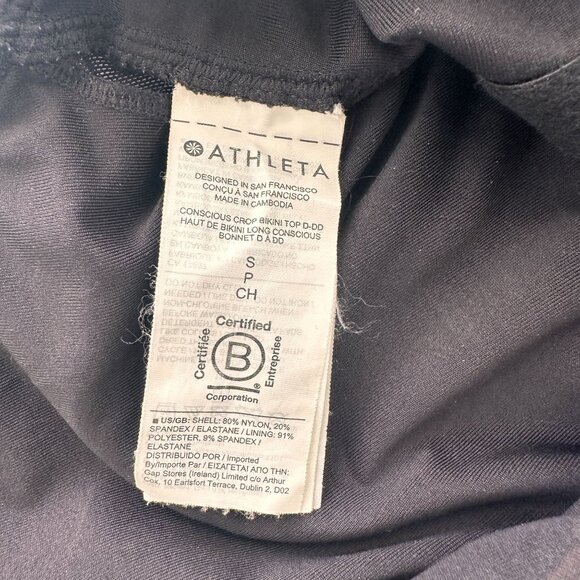 ATHLETA
DESIGNED IN SAN FRANCISCO
CONÇU À SAN FRANCISCO
MADE IN CAMBODIA
CONSCIOUS CROP BIKINI TOP D-DD
HAUT DE BIKINI LONG CONSCIOUS
BONNET D À DD
S
P
CH
Certified
Certifiée
Entreprise
B
®
Corporation
US/GB: SHELL: 80% NYLON, 20%
SPANDEX / ELASTANE / LINING: 91%
POLYESTER, 9% SPANDEX /
ELASTANE
DISTRIBUIDO POR / Imported
By/Importe Par / ΕΙΣΑΓΕΤΑΙ ΑΠΟ ΤΗΝ:
Gap Stores (Ireland) Limited c/o Arthur
Cox, 10 Earlsfort Terrace, Dublin 2, D02